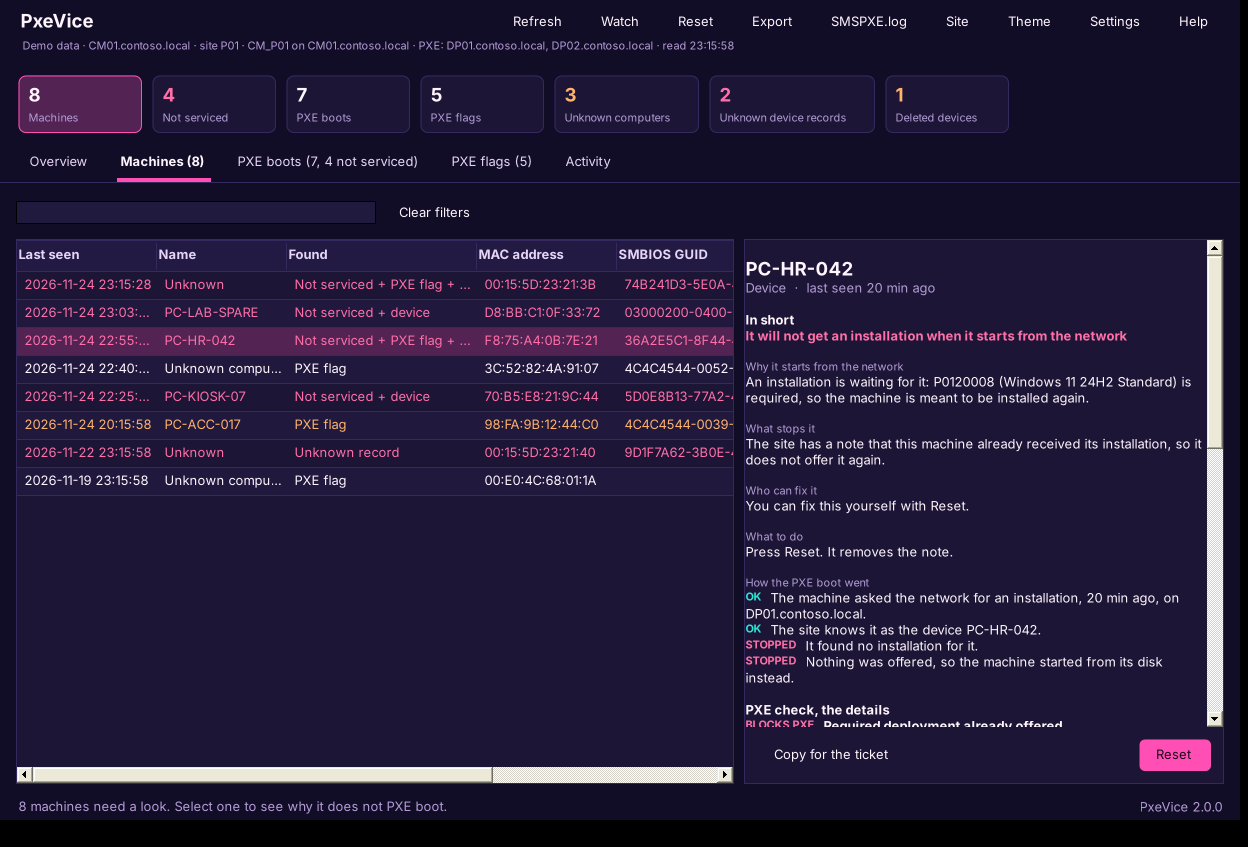 PxeVice
Refresh Watch Reset Export SMSPXE.log Site Theme Settings Help
Demo data · CM01.contoso.local · site P01 · CM_P01 on CM01.contoso.local · PXE: DP01.contoso.local, DP02.contoso.local · read 23:15:58
8 Machines
4 Not serviced
7 PXE boots
5 PXE flags
3 Unknown computers
2 Unknown device records
1 Deleted devices
Overview Machines (8) PXE boots (7, 4 not serviced) PXE flags (5) Activity
Clear filters
Last seen Name Found MAC address SMBIOS GUID
2026-11-24 23:15:28 Unknown Not serviced + PXE flag + ... 00:15:5D:23:21:3B 74B241D3-5E0A-
2026-11-24 23:03:... PC-LAB-SPARE Not serviced + device D8:BB:C1:0F:33:72 03000200-0400-
2026-11-24 22:55:... PC-HR-042 Not serviced + PXE flag + ... F8:75:A4:0B:7E:21 36A2E5C1-8F44-
2026-11-24 22:40:... Unknown compu... PXE flag 3C:52:82:4A:91:07 4C4C4544-0052-
2026-11-24 22:25:... PC-KIOSK-07 Not serviced + device 70:B5:E8:21:9C:44 5D0E8B13-77A2-
2026-11-24 20:15:58 PC-ACC-017 PXE flag 98:FA:9B:12:44:C0 4C4C4544-0039-
2026-11-22 23:15:58 Unknown Unknown record 00:15:5D:23:21:40 9D1F7A62-3B0E-
2026-11-19 23:15:58 Unknown compu... PXE flag 00:E0:4C:68:01:1A
PC-HR-042
Device · last seen 20 min ago
In short
It will not get an installation when it starts from the network
Why it starts from the network
An installation is waiting for it: P0120008 (Windows 11 24H2 Standard) is
required, so the machine is meant to be installed again.
What stops it
The site has a note that this machine already received its installation, so it
does not offer it again.
Who can fix it
You can fix this yourself with Reset.
What to do
Press Reset. It removes the note.
How the PXE boot went
OK The machine asked the network for an installation, 20 min ago, on
DP01.contoso.local.
OK The site knows it as the device PC-HR-042.
STOPPED It found no installation for it.
STOPPED Nothing was offered, so the machine started from its disk
instead.
PXE check, the details
BLOCKS PXE Required deployment already offered
Copy for the ticket Reset
8 machines need a look. Select one to see why it does not PXE boot.
PxeVice 2.0.0